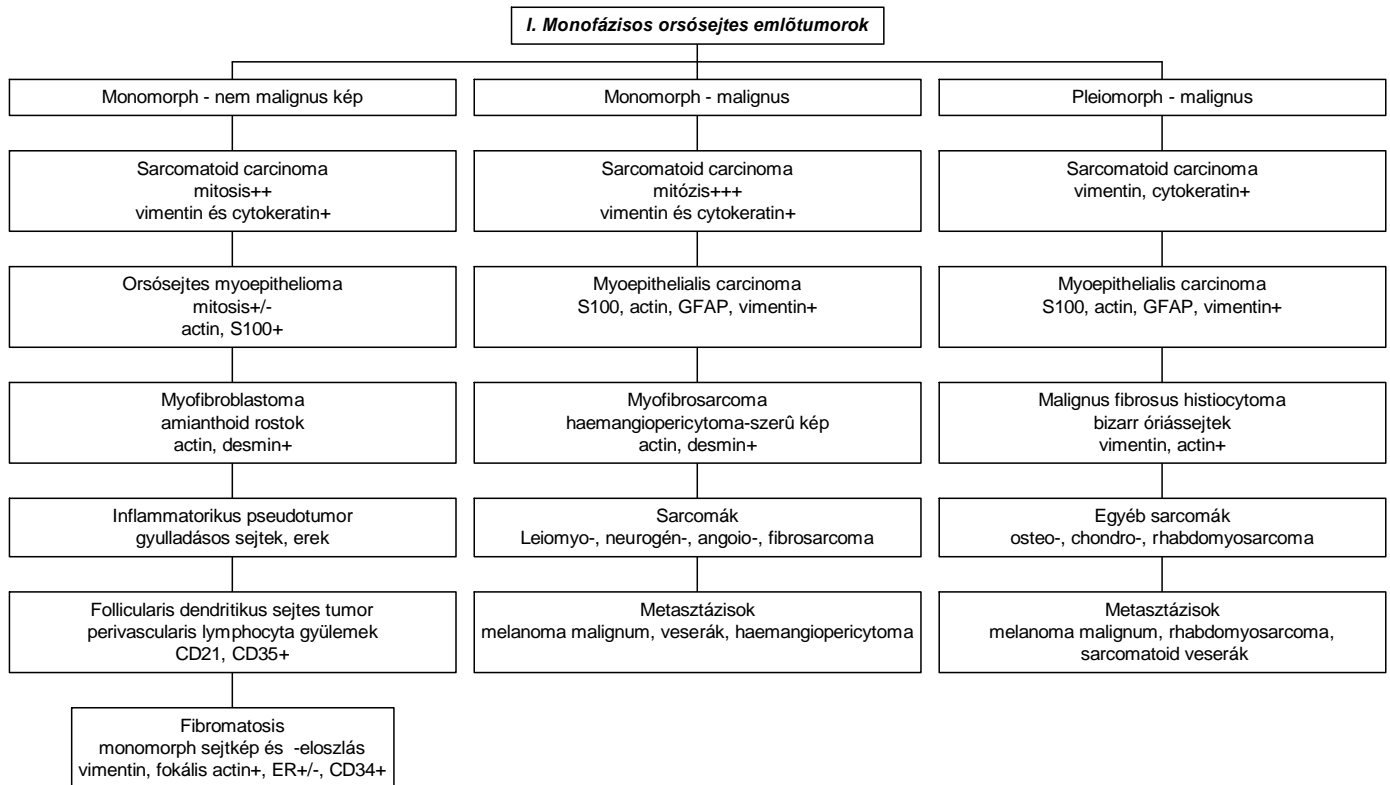 I. Monofázisos orsósejtes emlõtumorok
Monomorph - nem malignus kép
Sarcomatoid carcinoma
mitosis++
vimentin és cytokeratin+
Orsósejtes myoepithelioma
mitosis+/-
actin, S100+
Myofibroblastoma
amianthoid rostok
actin, desmin+
Inflammatorikus pseudotumor
gyulladásos sejtek, erek
Follicularis dendritikus sejtes tumor
perivascularis lymphocyta gyülemek
CD21, CD35+
Fibromatosis
monomorph sejtkép és -eloszlás
vimentin, fokális actin+, ER+/-, CD34+
Monomorph - malignus
Sarcomatoid carcinoma
mitózis+++
vimentin és cytokeratin+
Myoepithelialis carcinoma
S100, actin, GFAP, vimentin+
Myofibrosarcoma
haemangiopericytoma-szerû kép
actin, desmin+
Sarcomák
Leiomyo-, neurogén-, angoio-, fibrosarcoma
Metasztázisok
melanoma malignum, veserák, haemangiopericytoma
Pleiomorph - malignus
Sarcomatoid carcinoma
vimentin, cytokeratin+
Myoepithelialis carcinoma
S100, actin, GFAP, vimentin+
Malignus fibrosus histiocytoma
bizarr óriássejtek
vimentin, actin+
Egyéb sarcomák
osteo-, chondro-, rhabdomyosarcoma
Metasztázisok
melanoma malignum, rhabdomyosarcoma,
sarcomatoid veserák